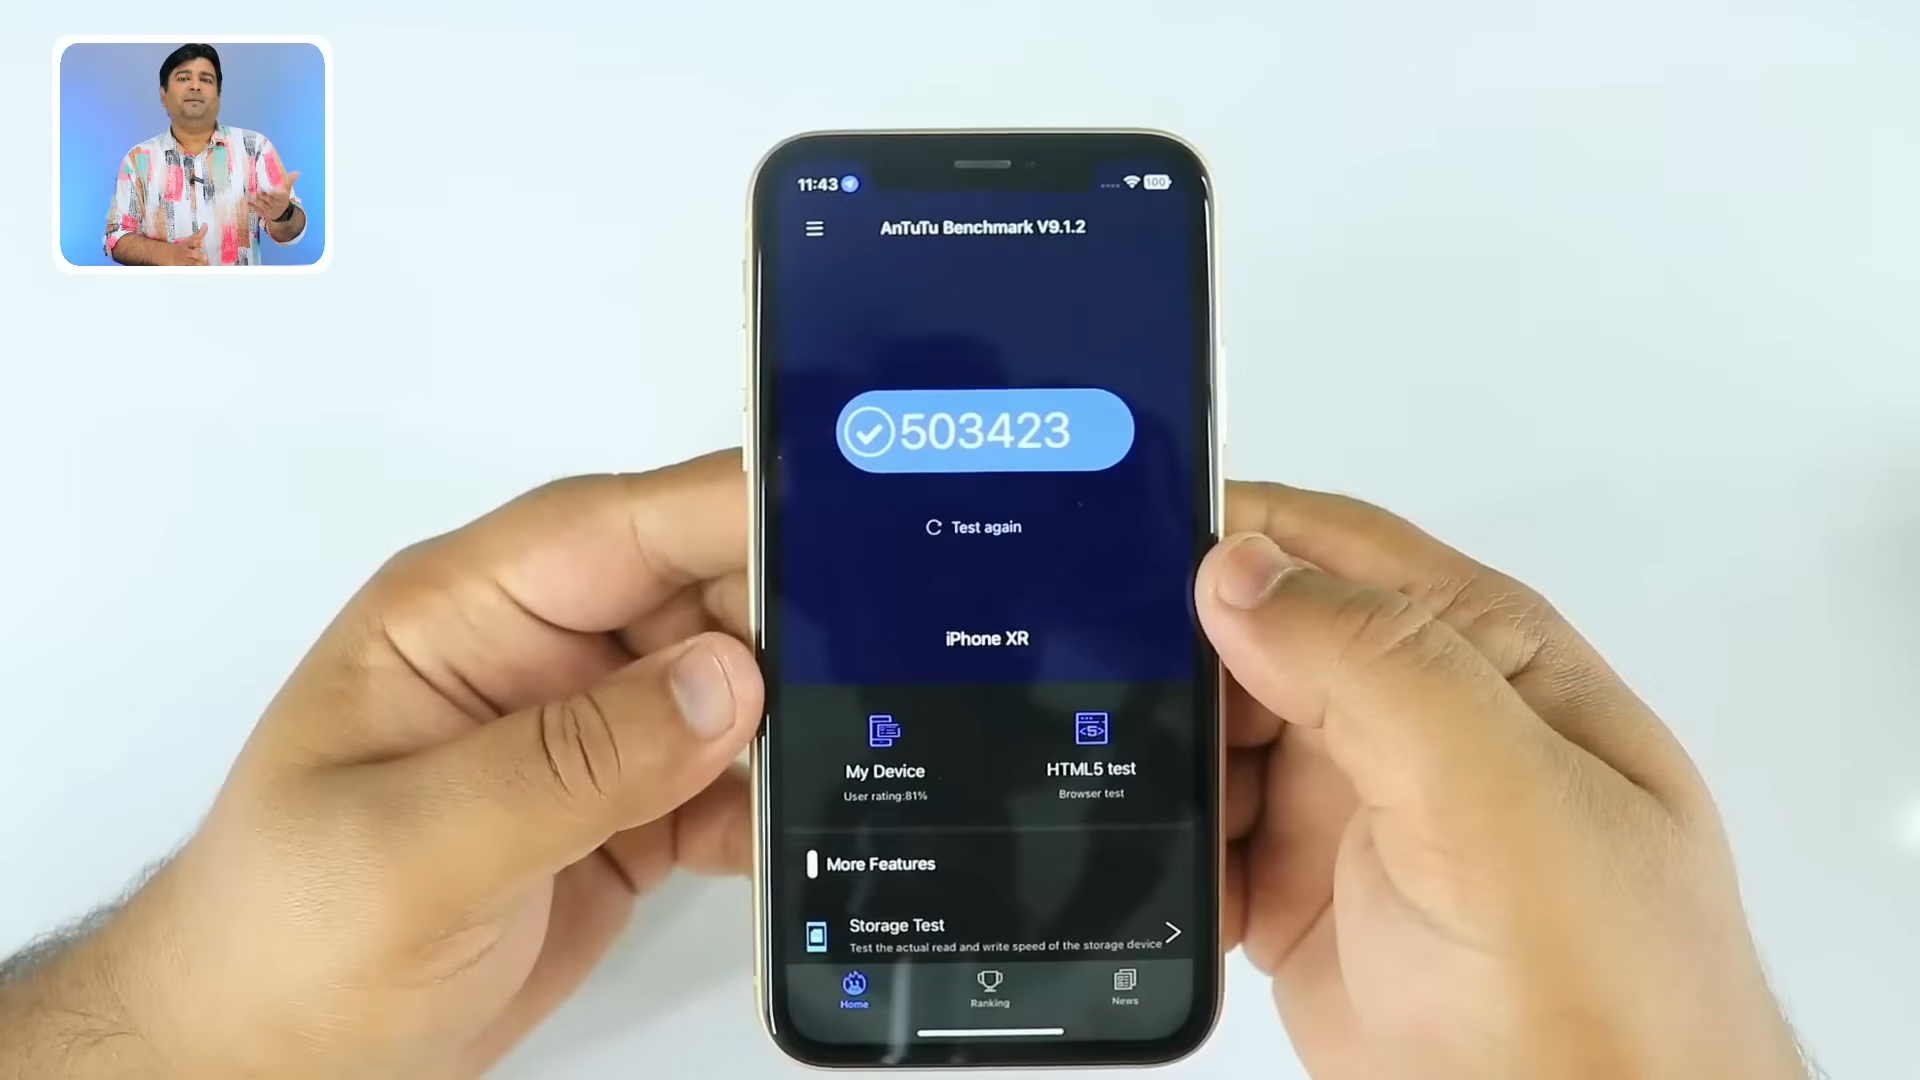 11:43
100
AnTuTu Benchmark V9.1.2
503423
Test again
iPhone XR
My Device
User rating:81%
<5>
HTML5 test
Browser test
More Features
Storage Test
Test the actual read and write speed of the storage device
Home
Ranking
News